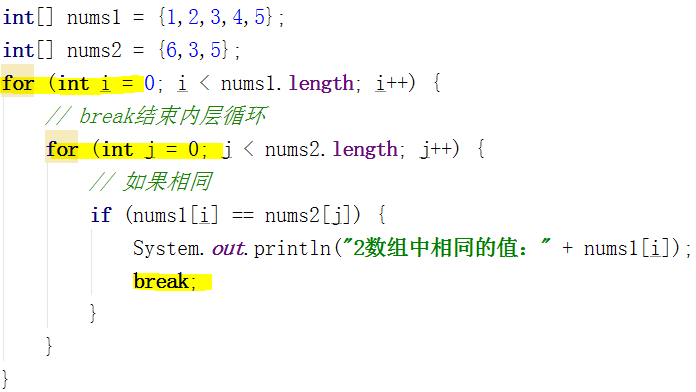 int[] nums1 = {1,2,3,4,5};
int[] nums2 = {6,3,5};
for (int i = 0; i < nums1.length; i++) {
    // break结束内层循环
    for (int j = 0; j < nums2.length; j++) {
        // 如果相同
        if (nums1[i] == nums2[j]) {
            System.out.println("2数组中相同的值：" + nums1[i]);
            break;
        }
    }
}